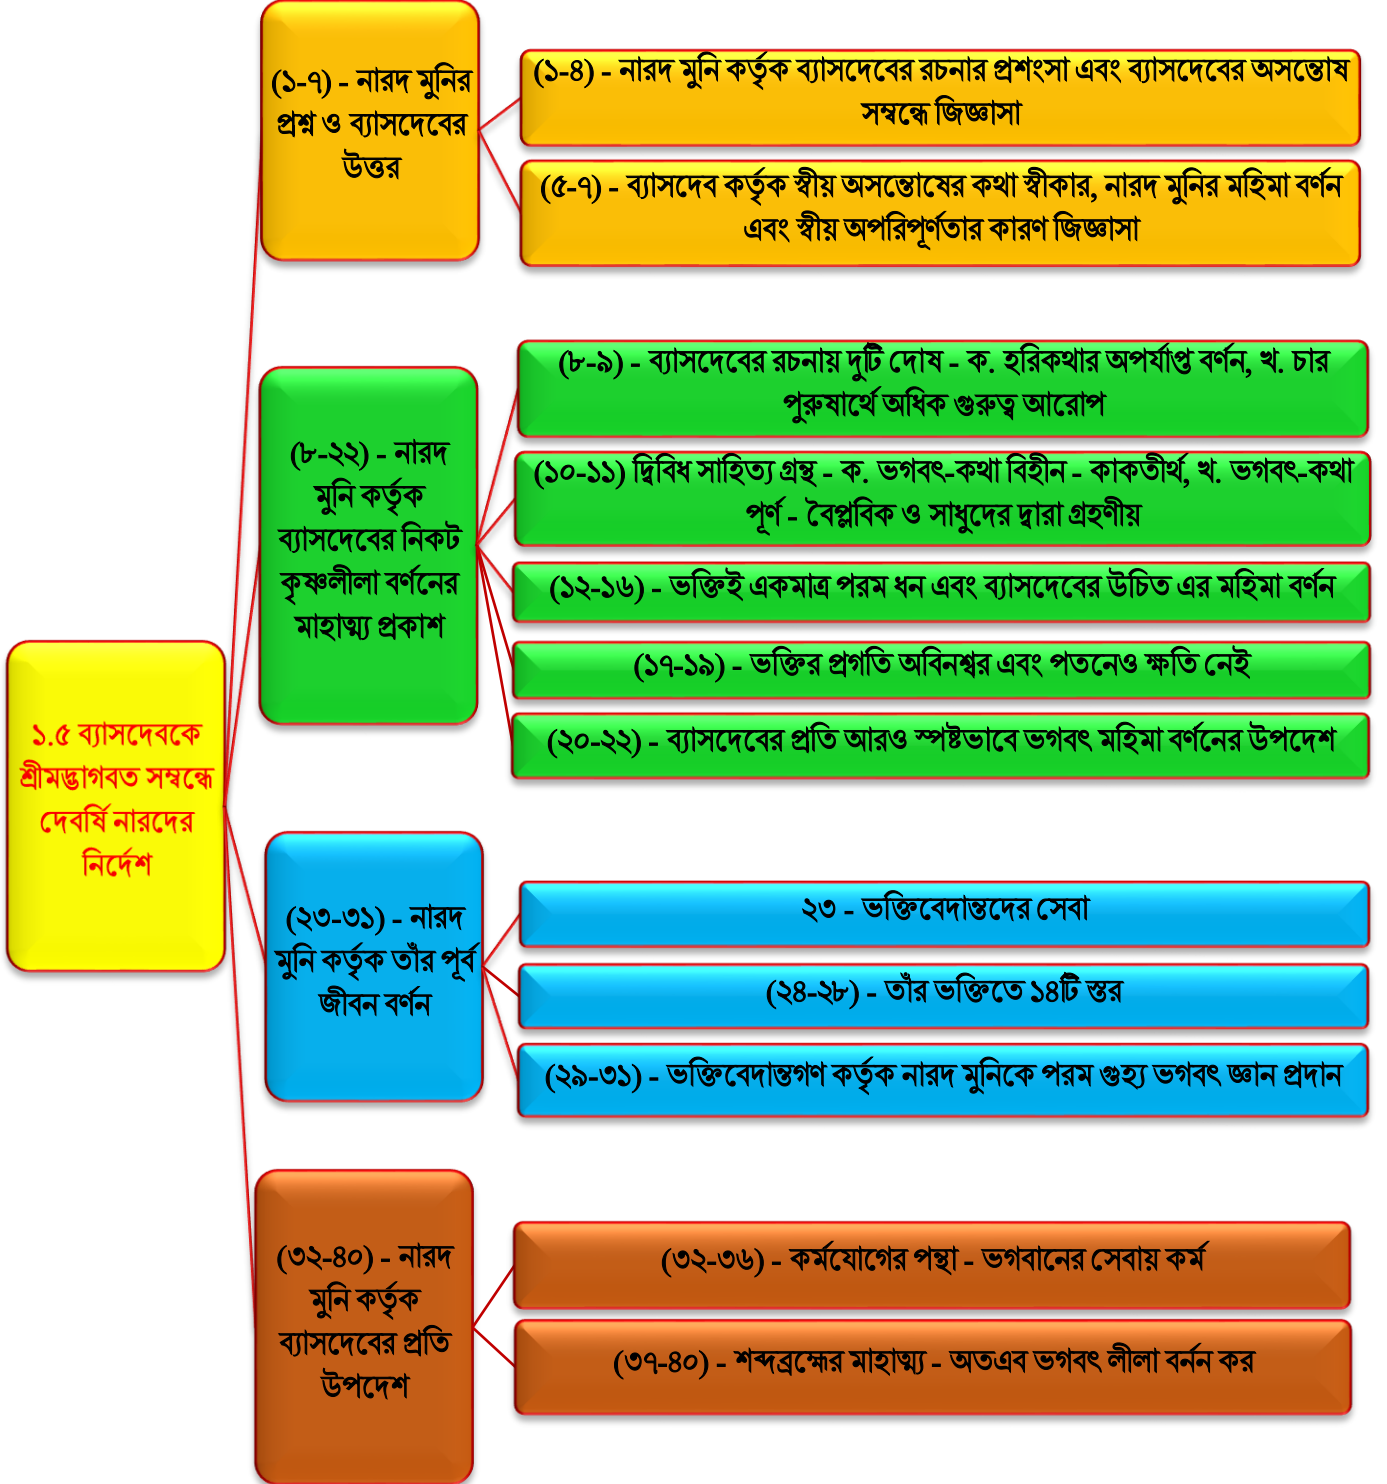 ১.৫ ব্যাসদেবকে
শ্রীমদ্ভাগবত সম্বন্ধে
দেবর্ষি নারদের
নির্দেশ
(১-৭) - নারদ মুনির
প্রশ্ন ও ব্যাসদেবের
উত্তর
(১-৪) - নারদ মুনি কর্তৃক ব্যাসদেবের রচনার প্রশংসা এবং ব্যাসদেবের অসন্তোষ
সম্বন্ধে জিজ্ঞাসা
(৫-৭) - ব্যাসদেব কর্তৃক স্বীয় অসন্তোষের কথা স্বীকার, নারদ মুনির মহিমা বর্ণন
এবং স্বীয় অপরিপূর্ণতার কারণ জিজ্ঞাসা
(৮-২২) - নারদ
মুনি কর্তৃক
ব্যাসদেবের নিকট
কৃষ্ণলীলা বর্ণনের
মাহাত্ম্য প্রকাশ
(৮-৯) - ব্যাসদেবের রচনায় দুটি দোষ - ক. হরিকথার অপর্যাপ্ত বর্ণন, খ. চার
পুরুষার্থে অধিক গুরুত্ব আরোপ
(১০-১১) দ্বিবিধ সাহিত্য গ্রন্থ - ক. ভগবৎ-কথা বিহীন - কাকতীর্থ, খ. ভগবৎ-কথা
পূর্ণ - বৈপ্লবিক ও সাধুদের দ্বারা গ্রহণীয়
(১২-১৬) - ভক্তিই একমাত্র পরম ধন এবং ব্যাসদেবের উচিত এর মহিমা বর্ণন
(১৭-১৯) - ভক্তির প্রগতি অবিনশ্বর এবং পতনেও ক্ষতি নেই
(২০-২২) - ব্যাসদেবের প্রতি আরও স্পষ্টভাবে ভগবৎ মহিমা বর্ণনের উপদেশ
(২৩-৩১) - নারদ
মুনি কর্তৃক তাঁর পূর্ব
জীবন বর্ণন
২৩ - ভক্তিবেদান্তদের সেবা
(২৪-২৮) - তাঁর ভক্তিতে ১৪টি স্তর
(২৯-৩১) - ভক্তিবেদান্তগণ কর্তৃক নারদ মুনিকে পরম গুহ্য ভগবৎ জ্ঞান প্রদান
(৩২-৪০) - নারদ
মুনি কর্তৃক
ব্যাসদেবের প্রতি
উপদেশ
(৩২-৩৬) - কর্মযোগের পন্থা - ভগবানের সেবায় কর্ম
(৩৭-৪০) - শব্দব্রহ্মের মাহাত্ম্য - অতএব ভগবৎ লীলা বর্নন কর